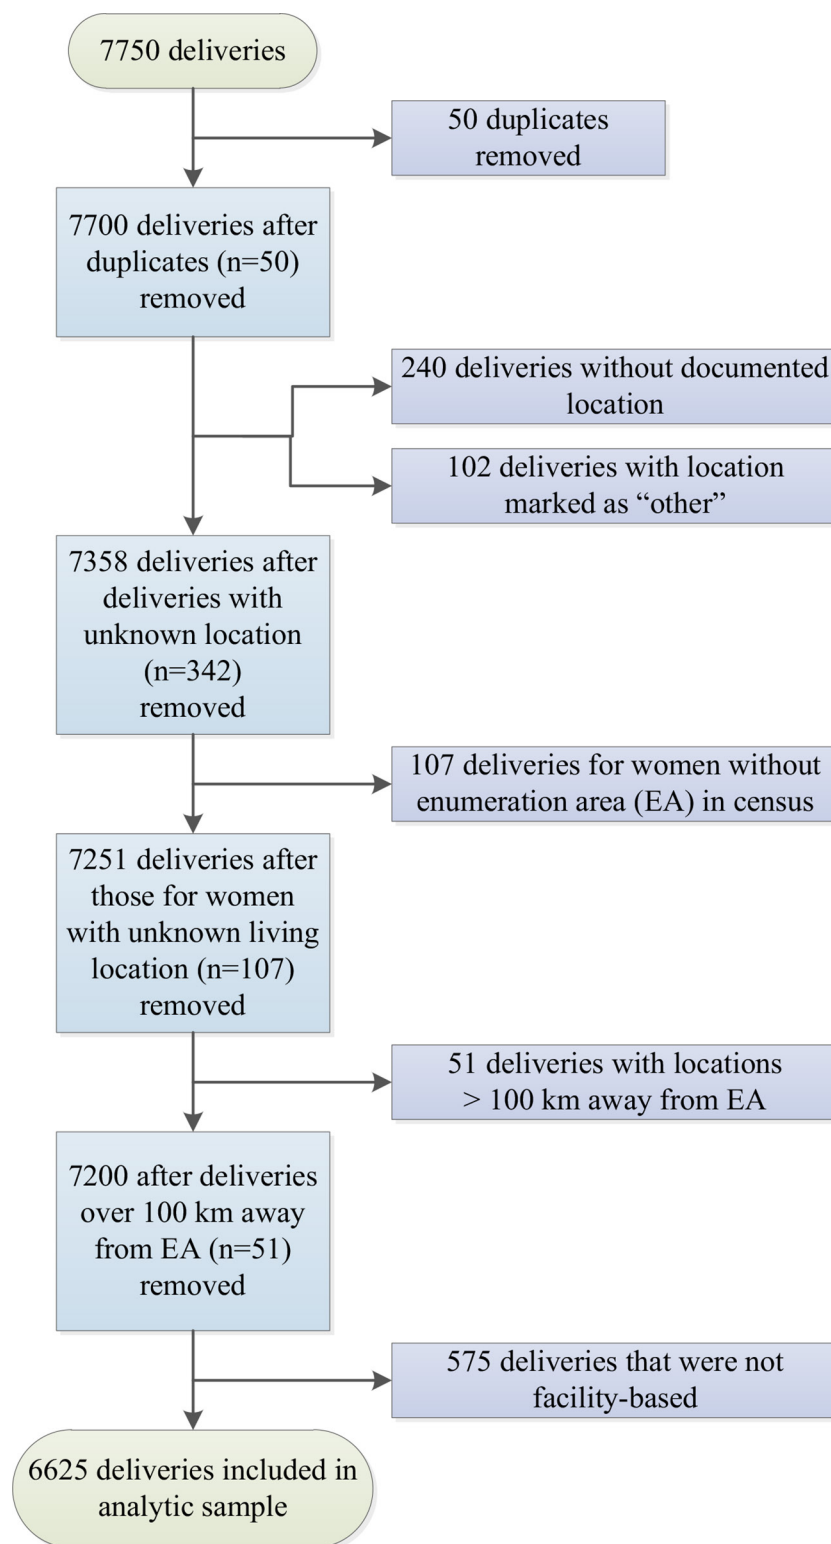 7750 deliveries
50 duplicates
removed
7700 deliveries after
duplicates (n=50)
removed
240 deliveries without documented
location
102 deliveries with location
marked as “other”
7358 deliveries after
deliveries with
unknown location
(n=342)
removed
107 deliveries for women without
enumeration area (EA) in census
7251 deliveries after
those for women
with unknown living
location (n=107)
removed
51 deliveries with locations
> 100 km away from EA
7200 after deliveries
over 100 km away
from EA (n=51)
removed
575 deliveries that were not
facility-based
6625 deliveries included in
analytic sample